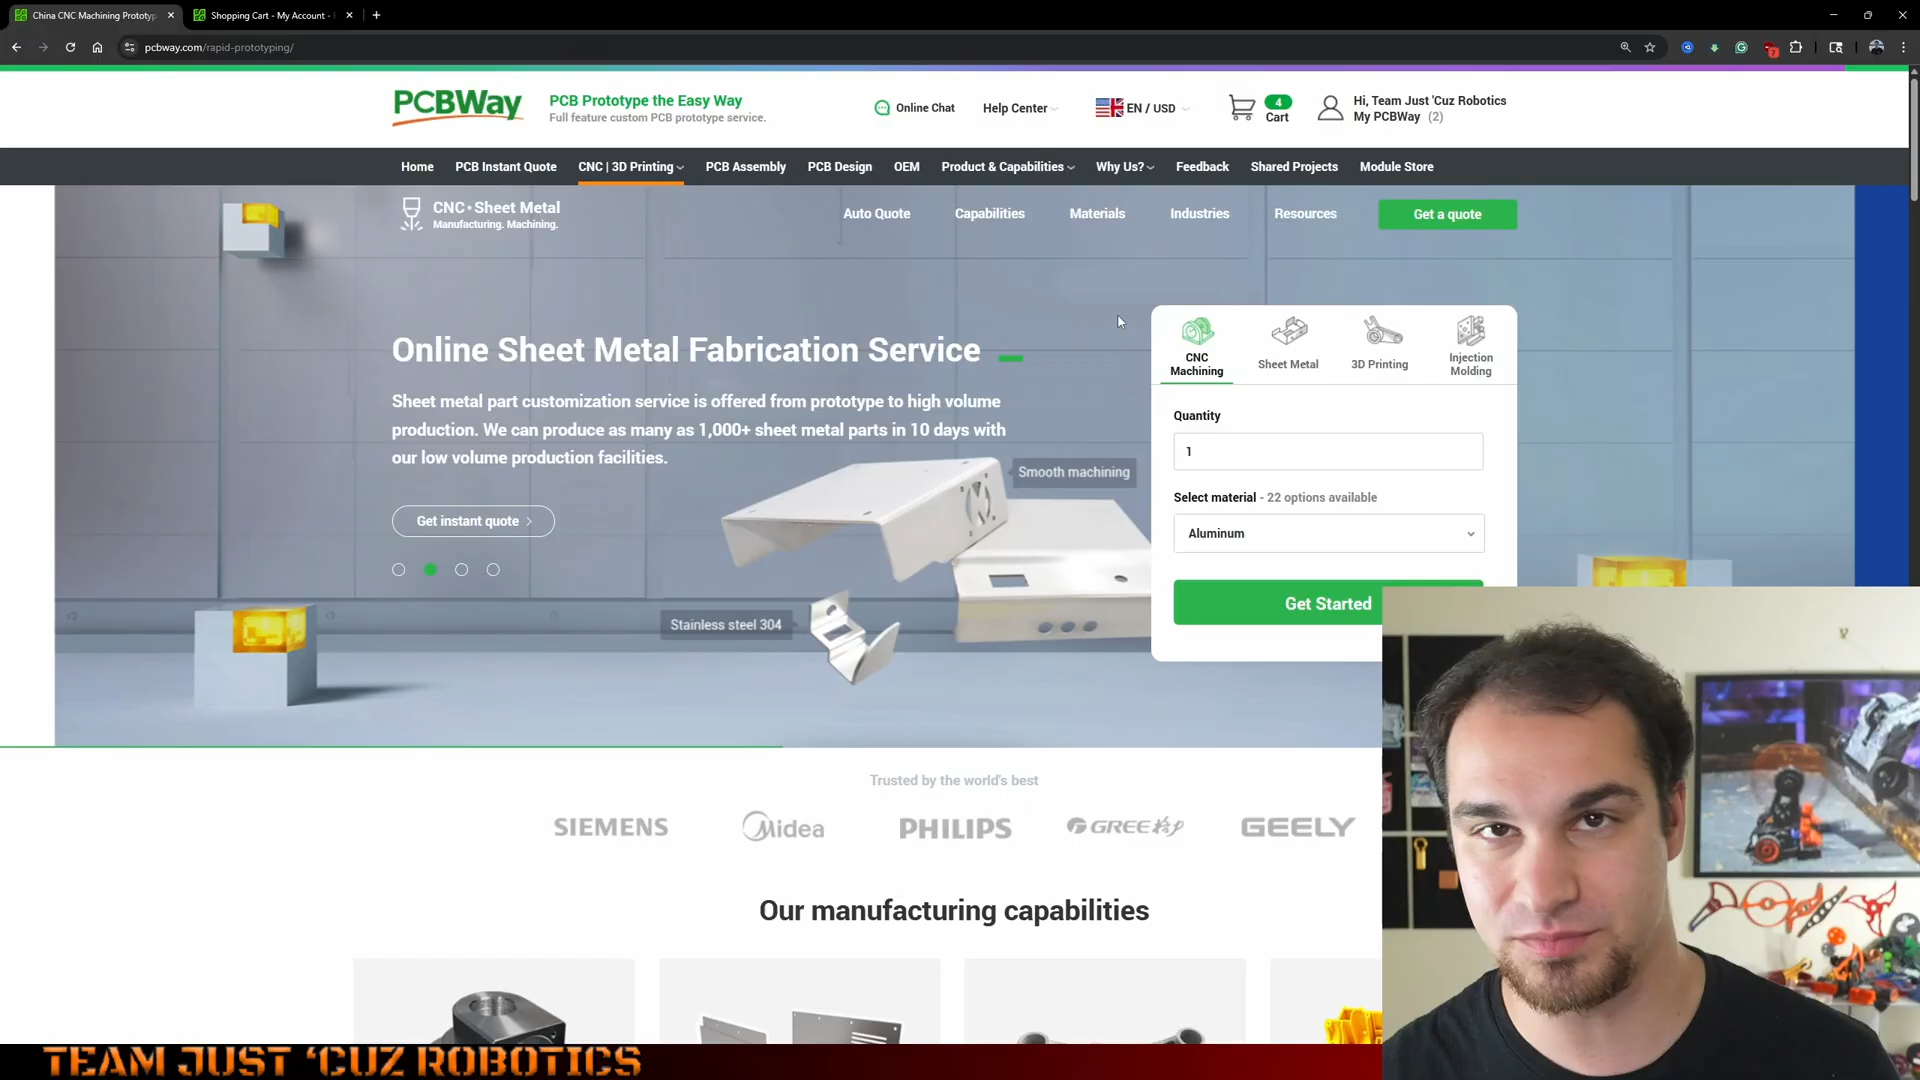 China CNC Machining Prototyp
Shopping Cart - My Account -
pcbway.com/rapid-prototyping/
PCBWay
PCB Prototype the Easy Way
Full feature custom PCB prototype service.
Online Chat
Help Center
EN / USD
4
Cart
Hi, Team Just 'Cuz Robotics
My PCBWay (2)
Home
PCB Instant Quote
CNC | 3D Printing
PCB Assembly
PCB Design
OEM
Product & Capabilities
Why Us?
Feedback
Shared Projects
Module Store
CNC • Sheet Metal
Manufacturing. Machining.
Auto Quote
Capabilities
Materials
Industries
Resources
Get a quote
Online Sheet Metal Fabrication Service
Sheet metal part customization service is offered from prototype to high volume
production. We can produce as many as 1,000+ sheet metal parts in 10 days with
our low volume production facilities.
Get instant quote
Smooth machining
Stainless steel 304
CNC
Machining
Sheet Metal
3D Printing
Injection
Molding
Quantity
1
Select material - 22 options available
Aluminum
Get Started
Trusted by the world's best
SIEMENS
Midea
PHILIPS
GREE格力
GEELY
Our manufacturing capabilities
TEAM JUST 'CUZ ROBOTICS